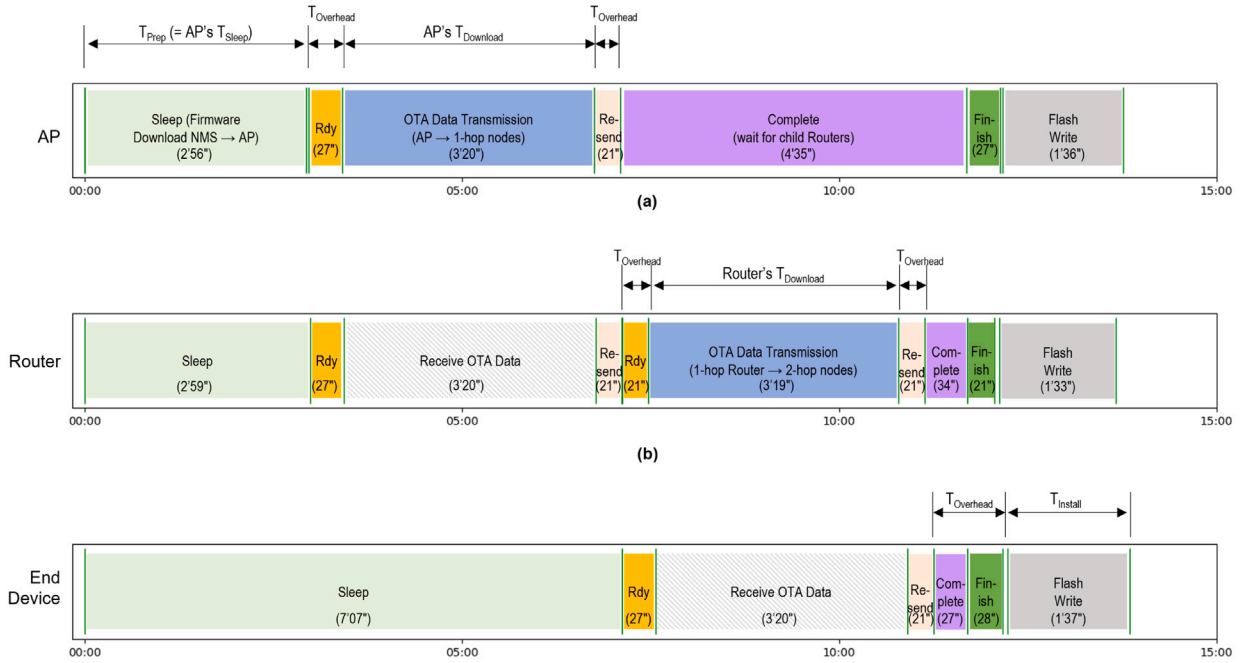 T_Overhead T_Overhead
T_Prep (= AP's T_Sleep) AP's T_Download
AP
Sleep (Firmware
Download NMS → AP)
(2'56")
Rdy
(27")
OTA Data Transmission
(AP → 1-hop nodes)
(3'20")
Re-
send
(21")
Complete
(wait for child Routers)
(4'35")
Fin-
ish
(27")
Flash
Write
(1'36")
00:00 05:00 10:00 15:00
(a)
T_Overhead T_Overhead
Router's T_Download
Router
Sleep
(2'59")
Rdy
(27")
Receive OTA Data
(3'20")
Re-
send
(21")
Rdy
(21")
OTA Data Transmission
(1-hop Router → 2-hop nodes)
(3'19")
Re-
send
(21")
Com-
plete
(34")
Fin-
ish
(21")
Flash
Write
(1'33")
00:00 05:00 10:00 15:00
(b)
T_Overhead T_Install
End
Device
Sleep
(7'07")
Rdy
(27")
Receive OTA Data
(3'20")
Re-
send
(21")
Com-
plete
(27")
Fin-
ish
(28")
Flash
Write
(1'37")
00:00 05:00 10:00 15:00